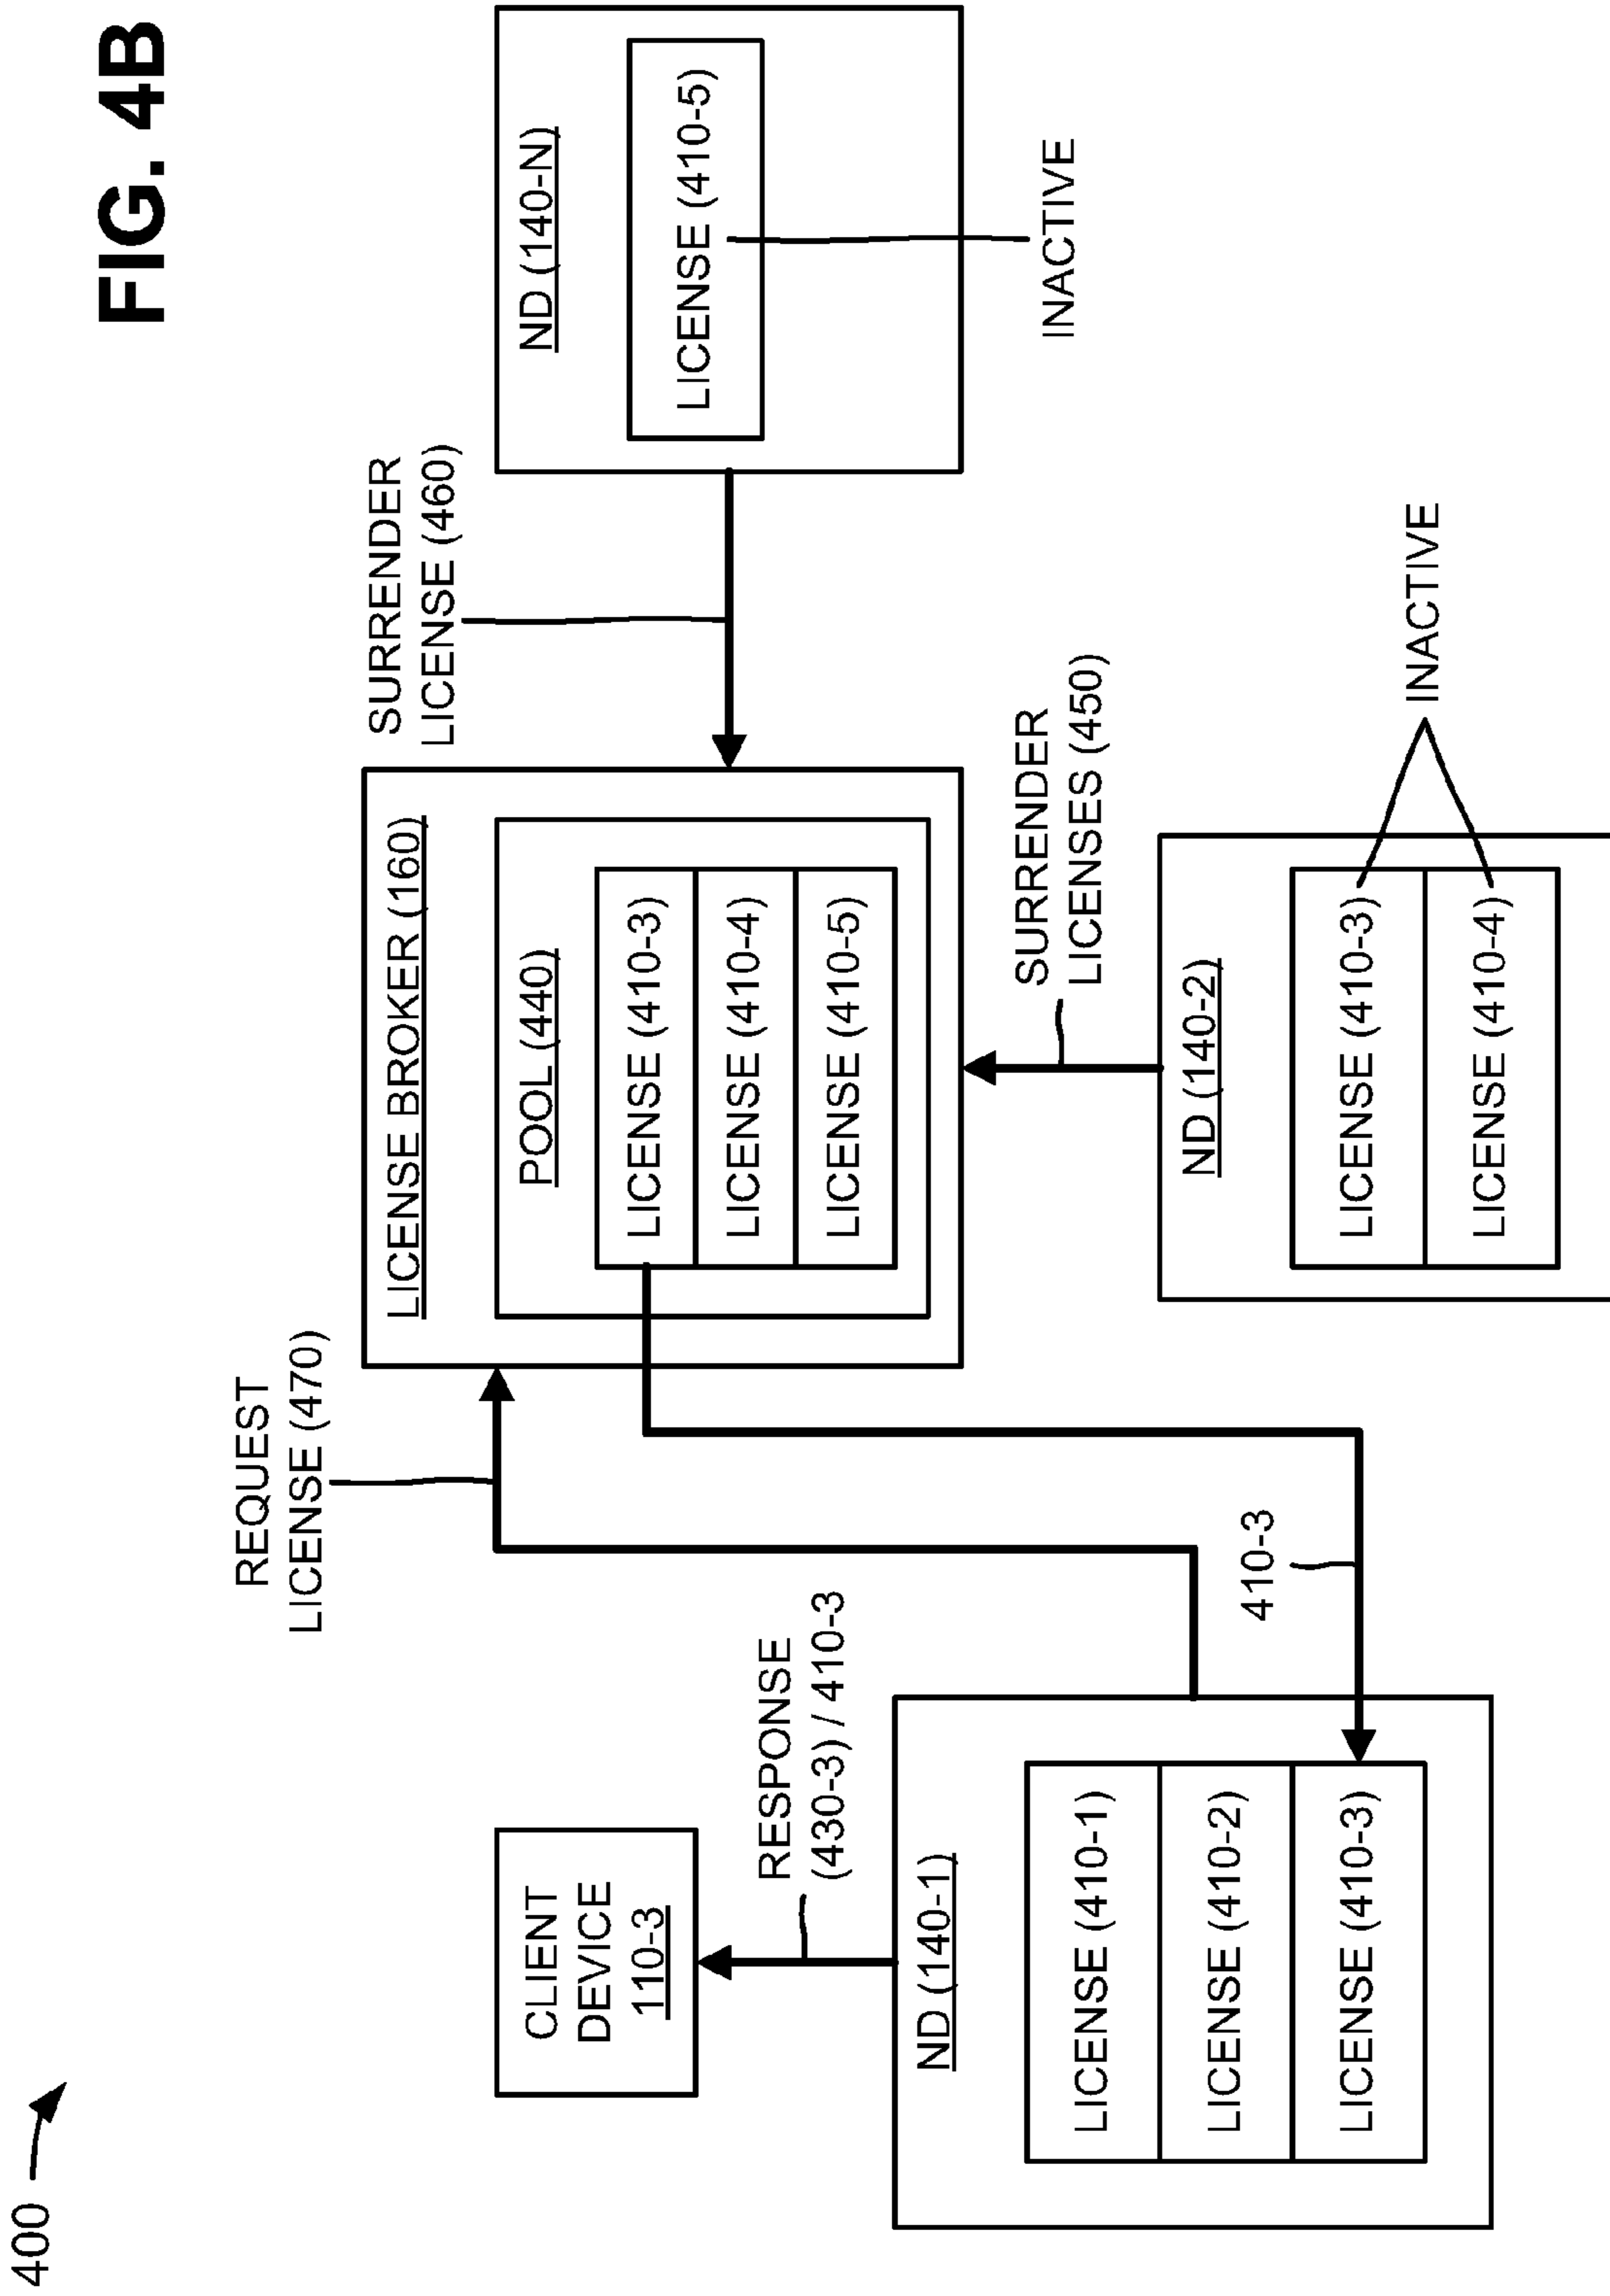 400
FIG. 4B
REQUEST
LICENSE (470)
SURRENDER
LICENSE (460)
CLIENT
DEVICE
110-3
RESPONSE
(430-3) / 410-3
LICENSE BROKER (160)
POOL (440)
LICENSE (410-3)
LICENSE (410-4)
LICENSE (410-5)
ND (140-N)
LICENSE (410-5)
INACTIVE
ND (140-1)
LICENSE (410-1)
LICENSE (410-2)
LICENSE (410-3)
410-3
SURRENDER
LICENSES (450)
ND (140-2)
LICENSE (410-3)
LICENSE (410-4)
INACTIVE